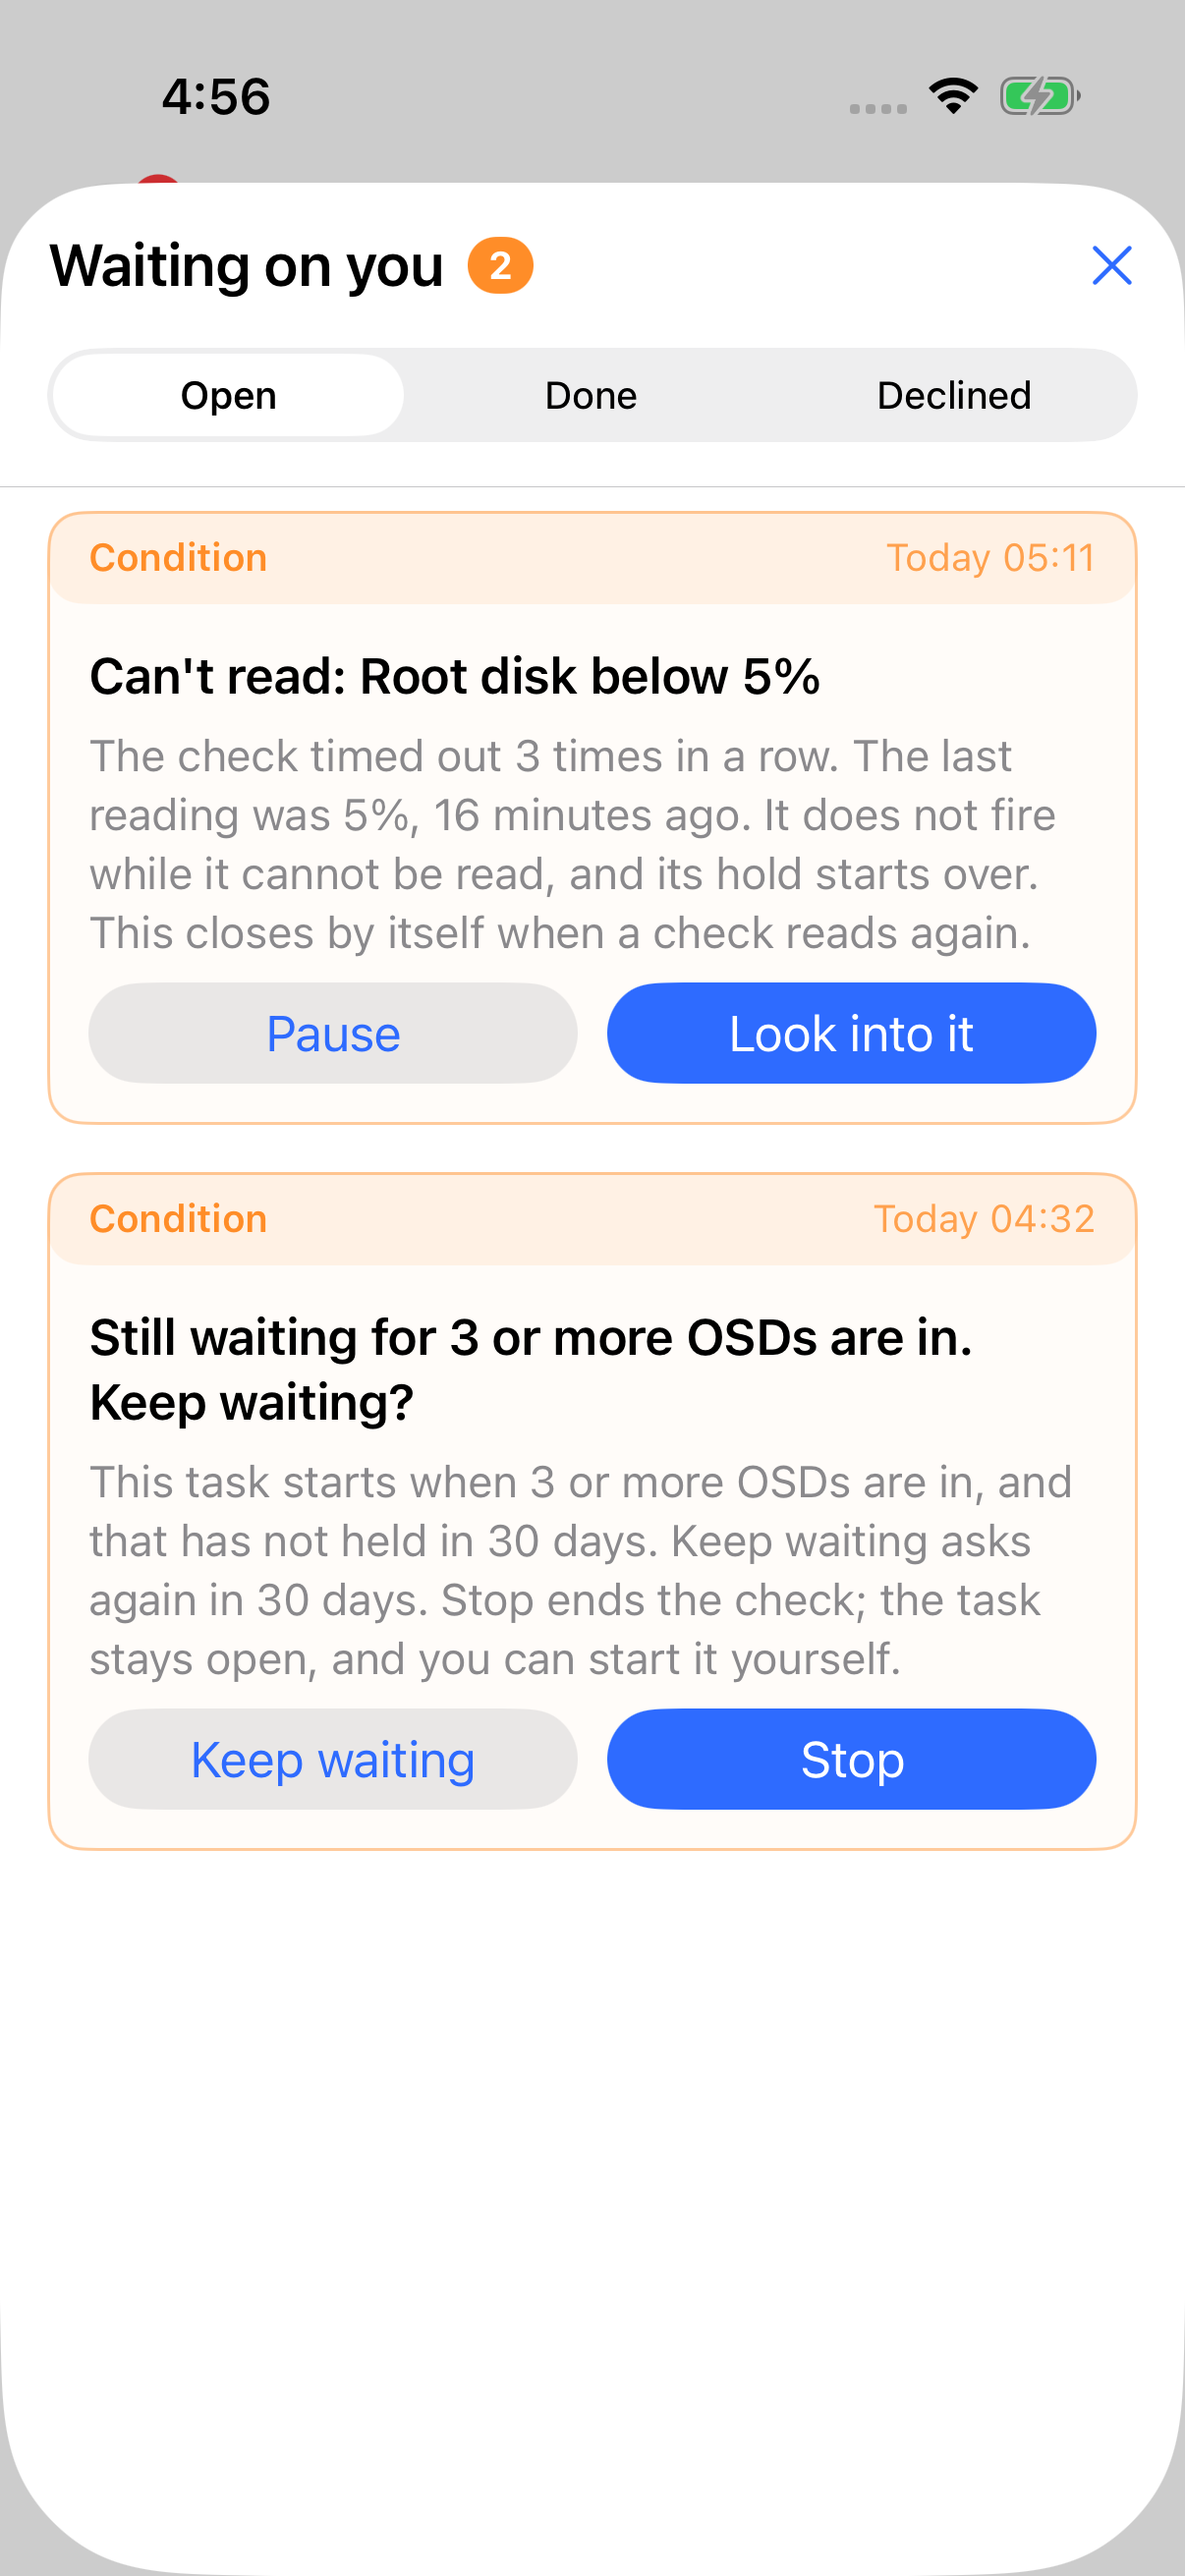 4:56
Waiting on you 2
Open Done Declined
Condition Today 05:11
Can't read: Root disk below 5%
The check timed out 3 times in a row. The last
reading was 5%, 16 minutes ago. It does not fire
while it cannot be read, and its hold starts over.
This closes by itself when a check reads again.
Pause Look into it
Condition Today 04:32
Still waiting for 3 or more OSDs are in.
Keep waiting?
This task starts when 3 or more OSDs are in, and
that has not held in 30 days. Keep waiting asks
again in 30 days. Stop ends the check; the task
stays open, and you can start it yourself.
Keep waiting Stop